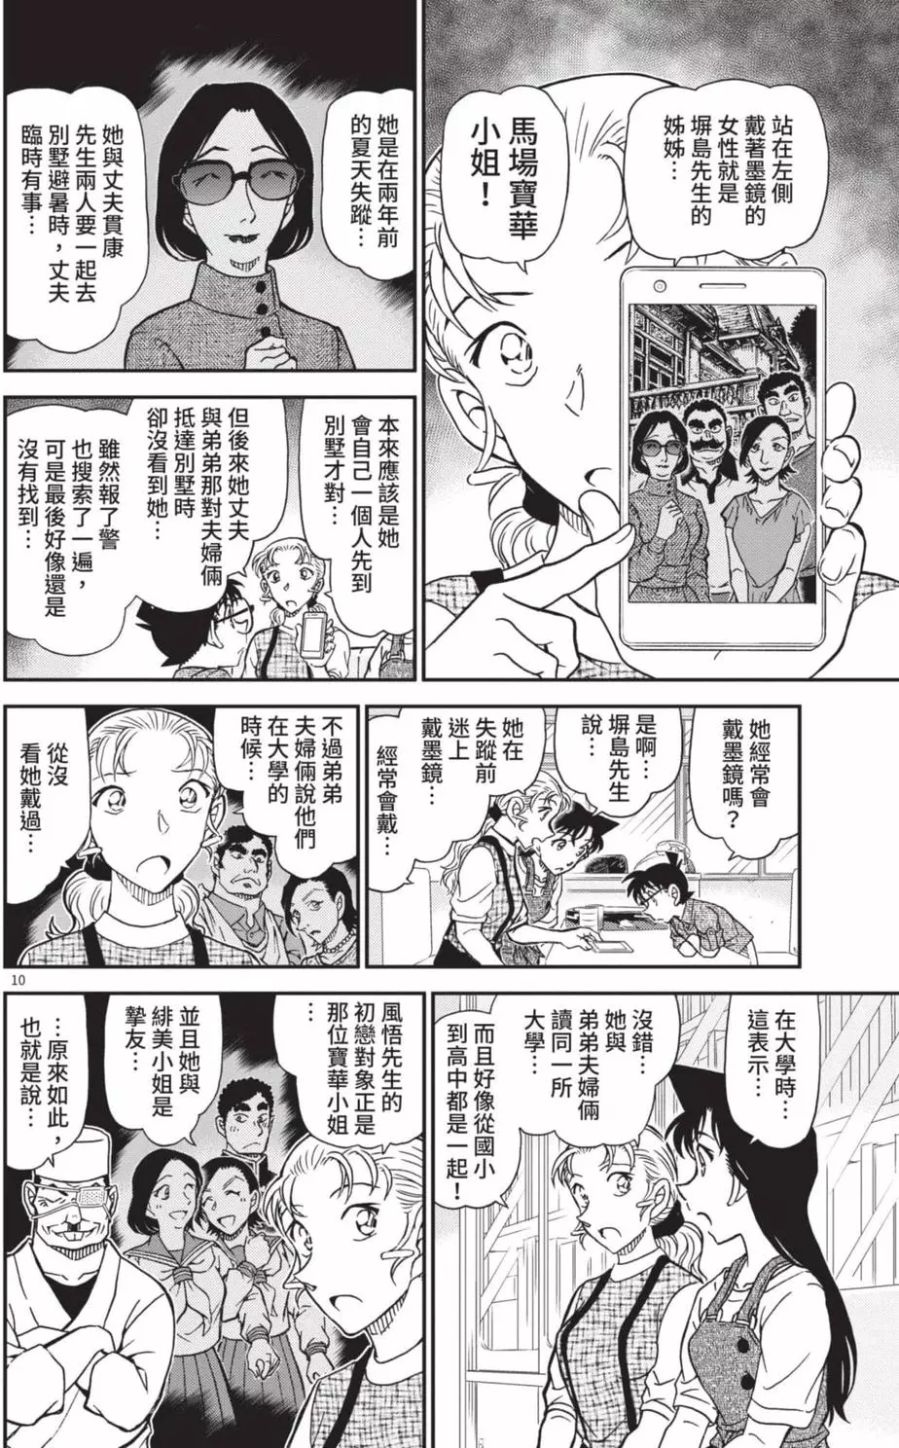 站在左側
戴著墨鏡的
女性就是
塀島先生的
姊姊…
馬場寶華
小姐！
她是在兩年前
的夏天失蹤…
她與丈夫貫康
先生兩人要一起去
別墅避暑時，丈夫
臨時有事…
本來應該是她
會自己一個人先到
別墅才對…
但後來她丈夫
與弟弟那對夫婦倆
抵達別墅時
卻沒看到她…
雖然報了警
也搜索了一遍，
可是最後好像還是
沒有找到…
她經常會
戴墨鏡嗎？
是啊…
塀島先生
說…
她在
失蹤前
迷上
戴墨鏡…
經常會戴…
不過弟弟
夫婦倆說他們
在大學的
時候…
從沒
看她戴過…
10
在大學時…
這表示…
沒錯…
她與
弟弟夫婦倆
讀同一所
大學…
而且好像從國小
到高中都是一起！
風悟先生的
初戀對象正是
那位寶華小姐
…
並且她與
緋美小姐是
摯友…
…原來如此，
也就是說…